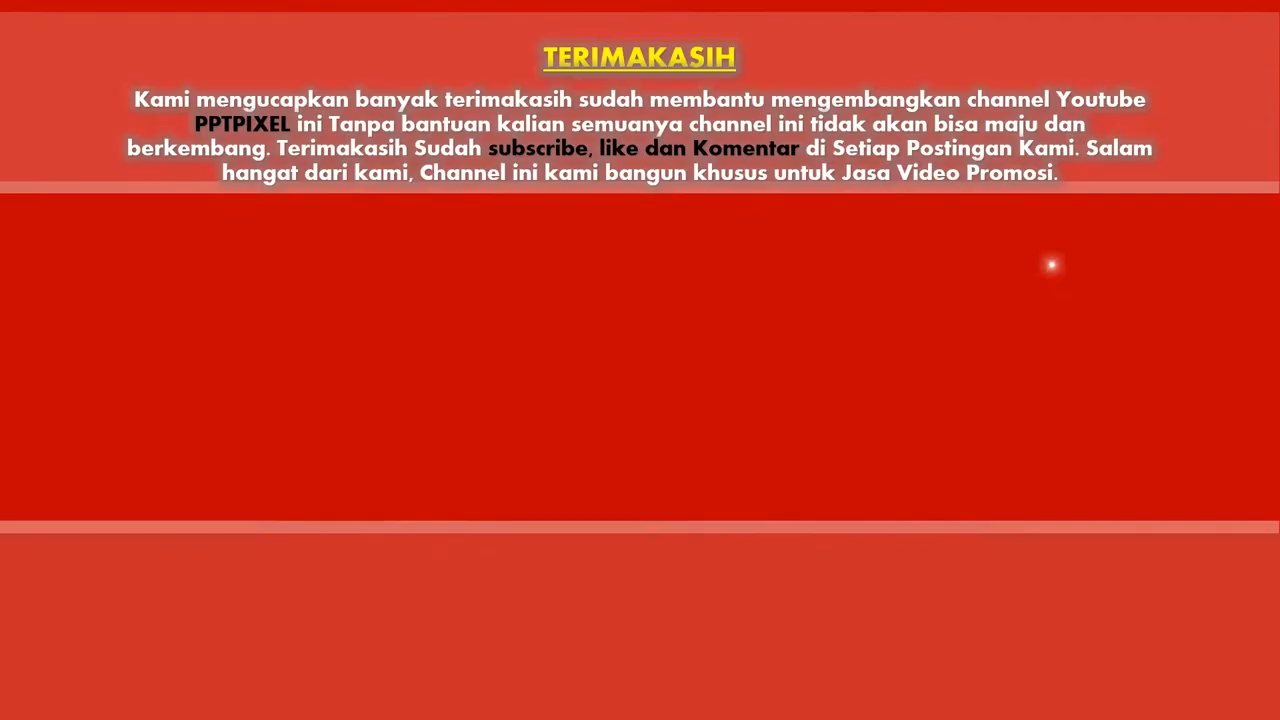 TERIMAKASIH
Kami mengucapkan banyak terimakasih sudah membantu mengembangkan channel Youtube
PPTPIXEL ini Tanpa bantuan kalian semuanya channel ini tidak akan bisa maju dan
berkembang. Terimakasih Sudah subscribe, like dan Komentar di Setiap Postingan Kami. Salam
hangat dari kami, Channel ini kami bangun khusus untuk Jasa Video Promosi.